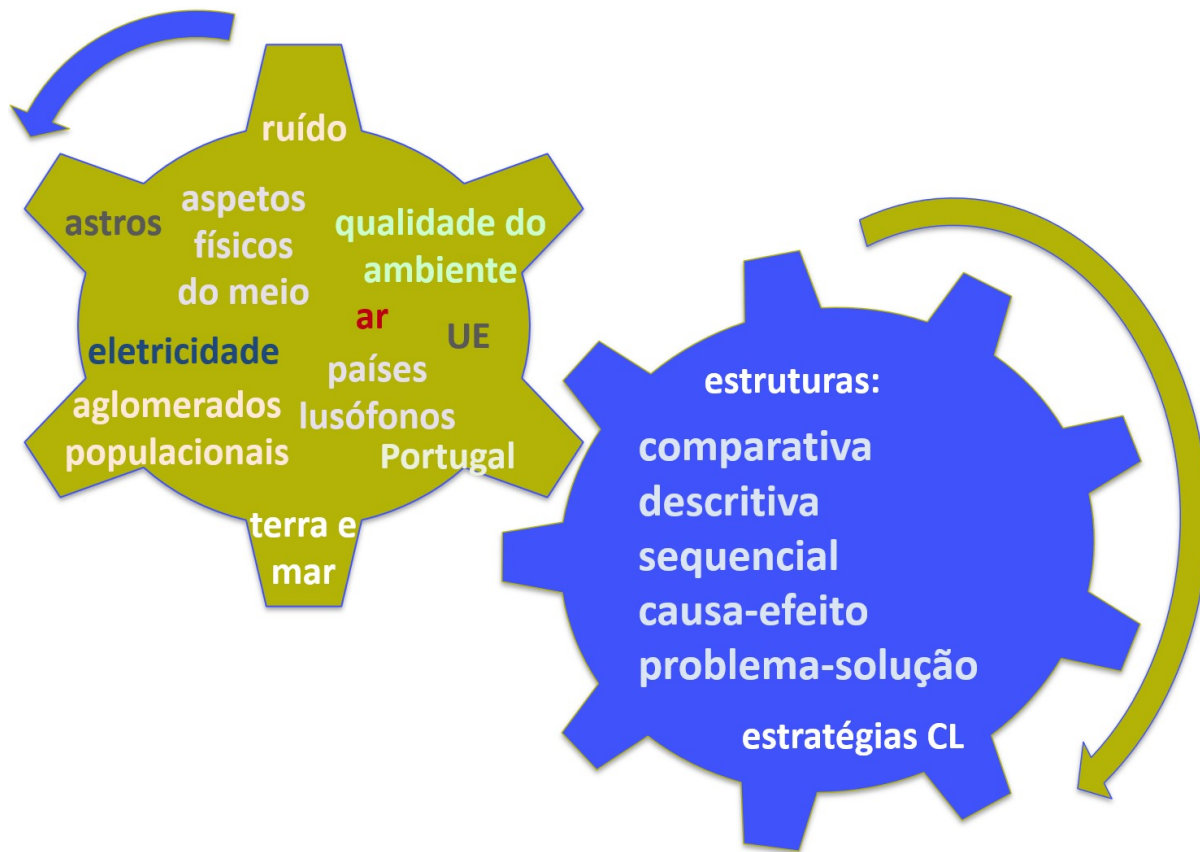 ruído
astros
aspetos
físicos
do meio
qualidade do
ambiente
ar
UE
eletricidade
países
lusófonos
aglomerados
populacionais
Portugal
terra e
mar
estruturas:
comparativa
descritiva
sequencial
causa-efeito
problema-solução
estratégias CL